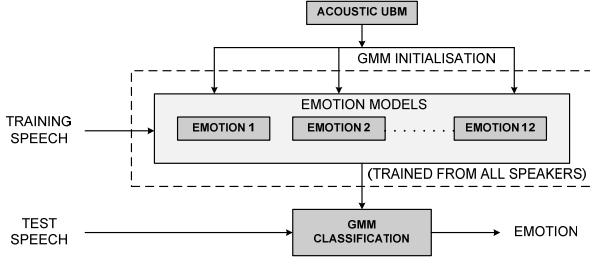 ACOUSTIC UBM
GMM INITIALISATION
EMOTION MODELS
TRAINING
SPEECH
EMOTION 1
EMOTION 2
EMOTION 12
(TRAINED FROM ALL SPEAKERS)
TEST
SPEECH
GMM
CLASSIFICATION
EMOTION